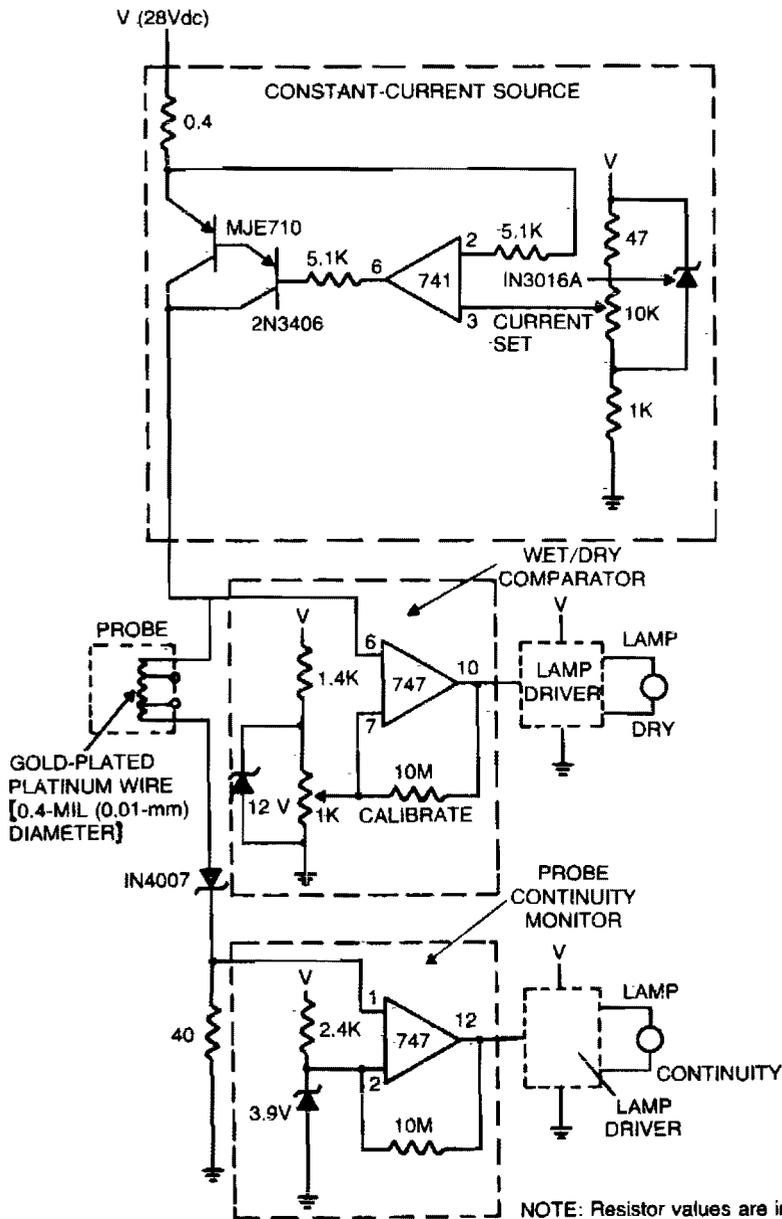 V (28Vdc)
CONSTANT-CURRENT SOURCE
0.4
V
MJE710
5.1K
6
741
2
5.1K
47
IN3016A
10K
2N3406
3
CURRENT
SET
1K
WET/DRY
COMPARATOR
PROBE
V
1.4K
6
747
10
7
V
LAMP
DRIVER
LAMP
DRY
GOLD-PLATED
PLATINUM WIRE
[0.4-MIL (0.01-mm)
DIAMETER]
12 V
1K
10M
CALIBRATE
IN4007
PROBE
CONTINUITY
MONITOR
V
2.4K
1
747
12
2
V
LAMP
40
CONTINUITY
3.9V
10M
LAMP
DRIVER
NOTE: Resistor values are i